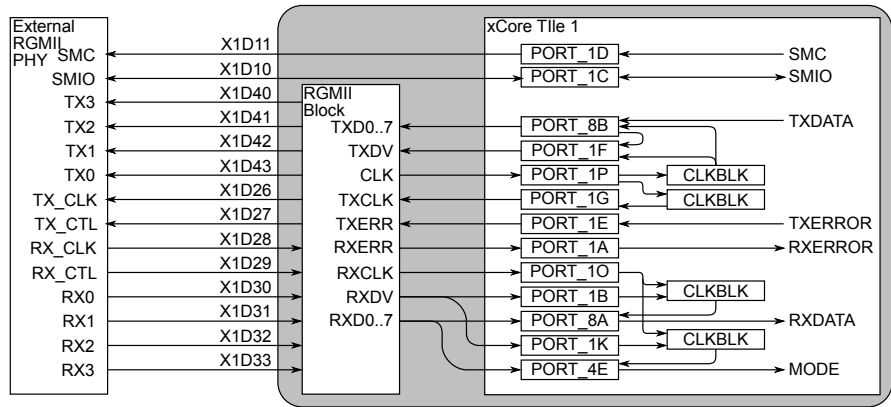 External
RGMII
PHY
xCore TIle 1
SMC X1D11 PORT_1D SMC
SMIO X1D10 PORT_1C SMIO
RGMII
Block
TX3 X1D40
TX2 X1D41 TXD0..7 PORT_8B TXDATA
TX1 X1D42 TXDV PORT_1F
TX0 X1D43 CLK PORT_1P CLKBLK
TX_CLK X1D26 TXCLK PORT_1G CLKBLK
TX_CTL X1D27 TXERR PORT_1E TXERROR
RX_CLK X1D28 RXERR PORT_1A RXERROR
RX_CTL X1D29 RXCLK PORT_1O
RX0 X1D30 RXDV PORT_1B CLKBLK
RX1 X1D31 RXD0..7 PORT_8A RXDATA
RX2 X1D32 PORT_1K CLKBLK
RX3 X1D33 PORT_4E MODE